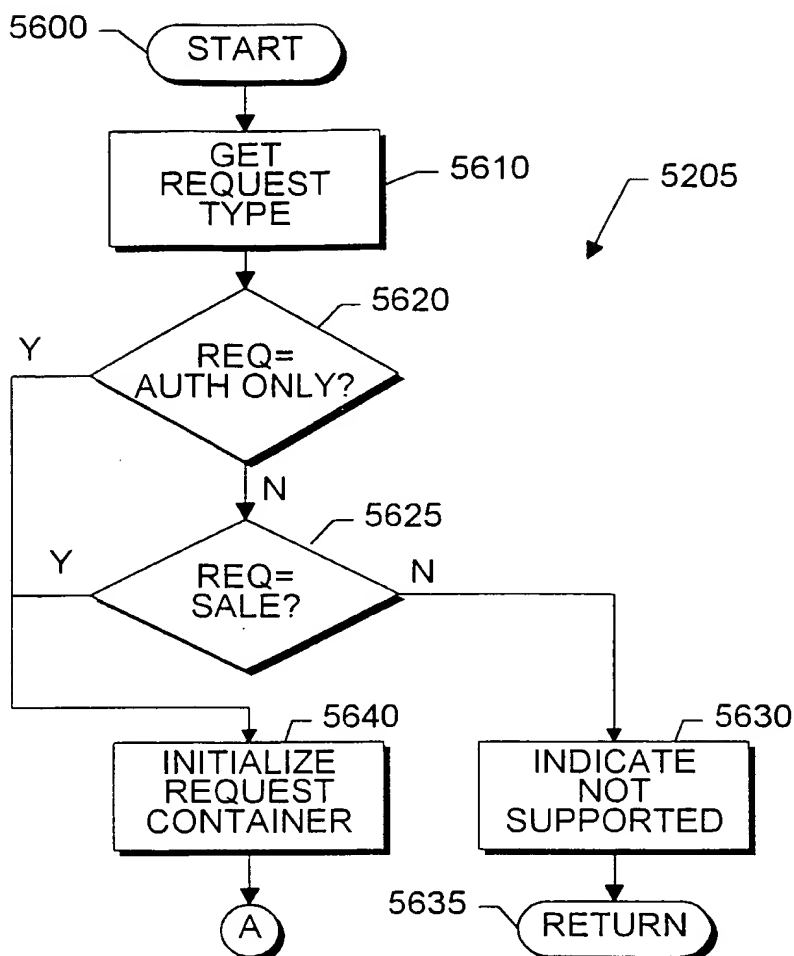 5600
START
GET
REQUEST
TYPE
5610
5205
5620
Y
REQ=
AUTH ONLY?
N
5625
Y
REQ=
SALE?
N
5640
INITIALIZE
REQUEST
CONTAINER
5630
INDICATE
NOT
SUPPORTED
A
5635
RETURN